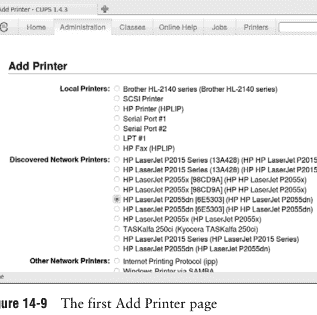 Add Printer - CUPS 1.4.3
Home Administration Classes Online Help Jobs Printers
Add Printer
Local Printers: Brother HL-2140 series (Brother HL-2140 series)
SCSI Printer
HP Printer (HPLIP)
Serial Port #1
Serial Port #2
LPT #1
HP Fax (HPLIP)
Discovered Network Printers: HP LaserJet P2015 Series (13A428) (HP HP LaserJet P2015
HP LaserJet P2015 Series (13A428) (HP HP LaserJet P2015
HP LaserJet P2055x [98CD9A] (HP HP LaserJet P2055x)
HP LaserJet P2055x [98CD9A] (HP HP LaserJet P2055x)
HP LaserJet P2055dn [6E5303] (HP HP LaserJet P2055dn)
HP LaserJet P2055dn [6E5303] (HP HP LaserJet P2055dn)
HP LaserJet P2055x (HP LaserJet P2055x)
TASKalfa 250ci (Kyocera TASKalfa 250ci)
HP LaserJet P2015 Series (HP LaserJet P2015 Series)
HP LaserJet P2055dn (HP LaserJet P2055dn)
Other Network Printers: Internet Printing Protocol (ipp)
Windows Printer via SAMBA
ure 14-9 The first Add Printer page